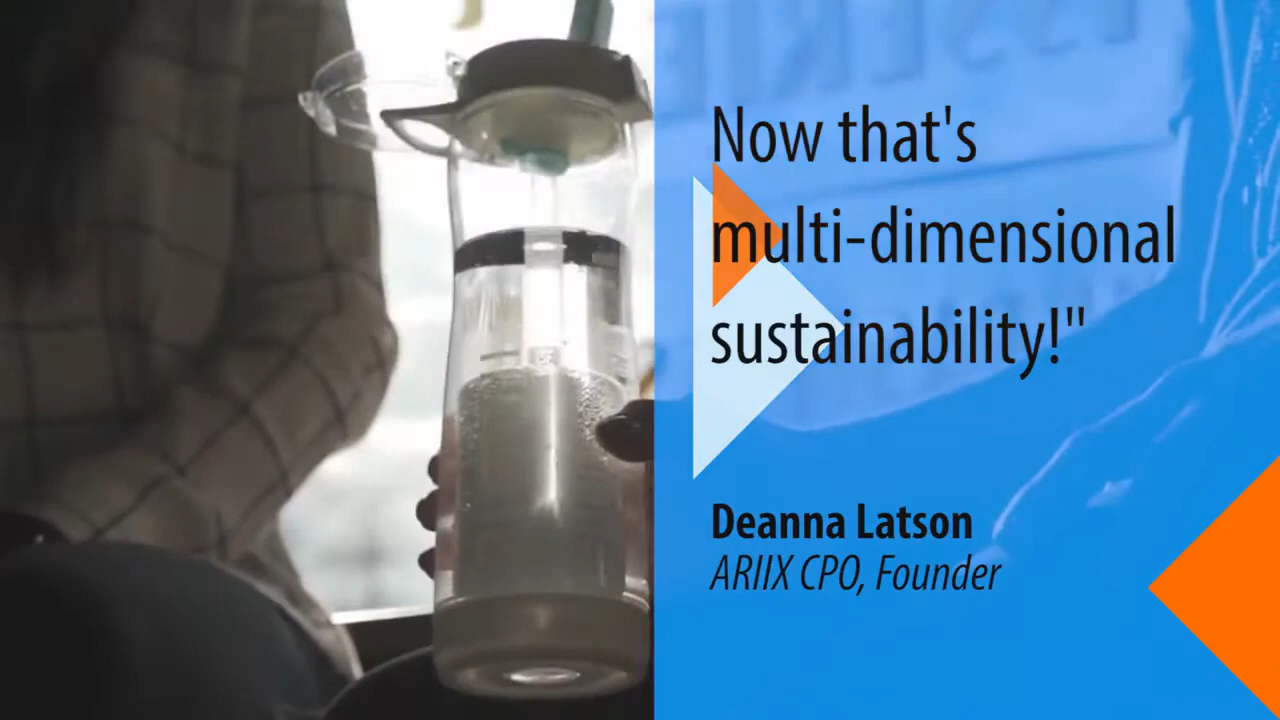 Now that's
multi-dimensional
sustainability!"
Deanna Latson
ARIIX CPO, Founder